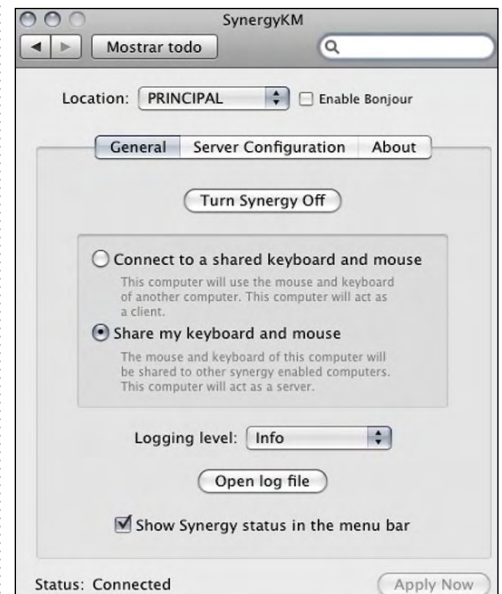 SynergyKM
Mostrar todo
Location: PRINCIPAL Enable Bonjour
General Server Configuration About
Turn Synergy Off
Connect to a shared keyboard and mouse
This computer will use the mouse and keyboard
of another computer. This computer will act as
a client.
Share my keyboard and mouse
The mouse and keyboard of this computer will
be shared to other synergy enabled computers.
This computer will act as a server.
Logging level: Info
Open log file
Show Synergy status in the menu bar
Status: Connected Apply Now